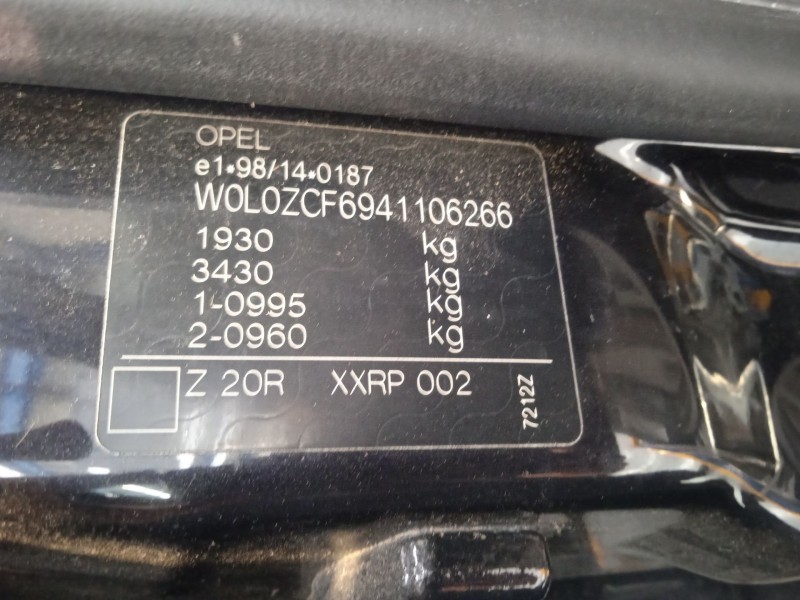 OPEL
e1*98/14*0187
W0L0ZCF6941106266
1930 kg
3430 kg
1-0995 kg
2-0960 kg
Z 20R XXRP 002
7212Z